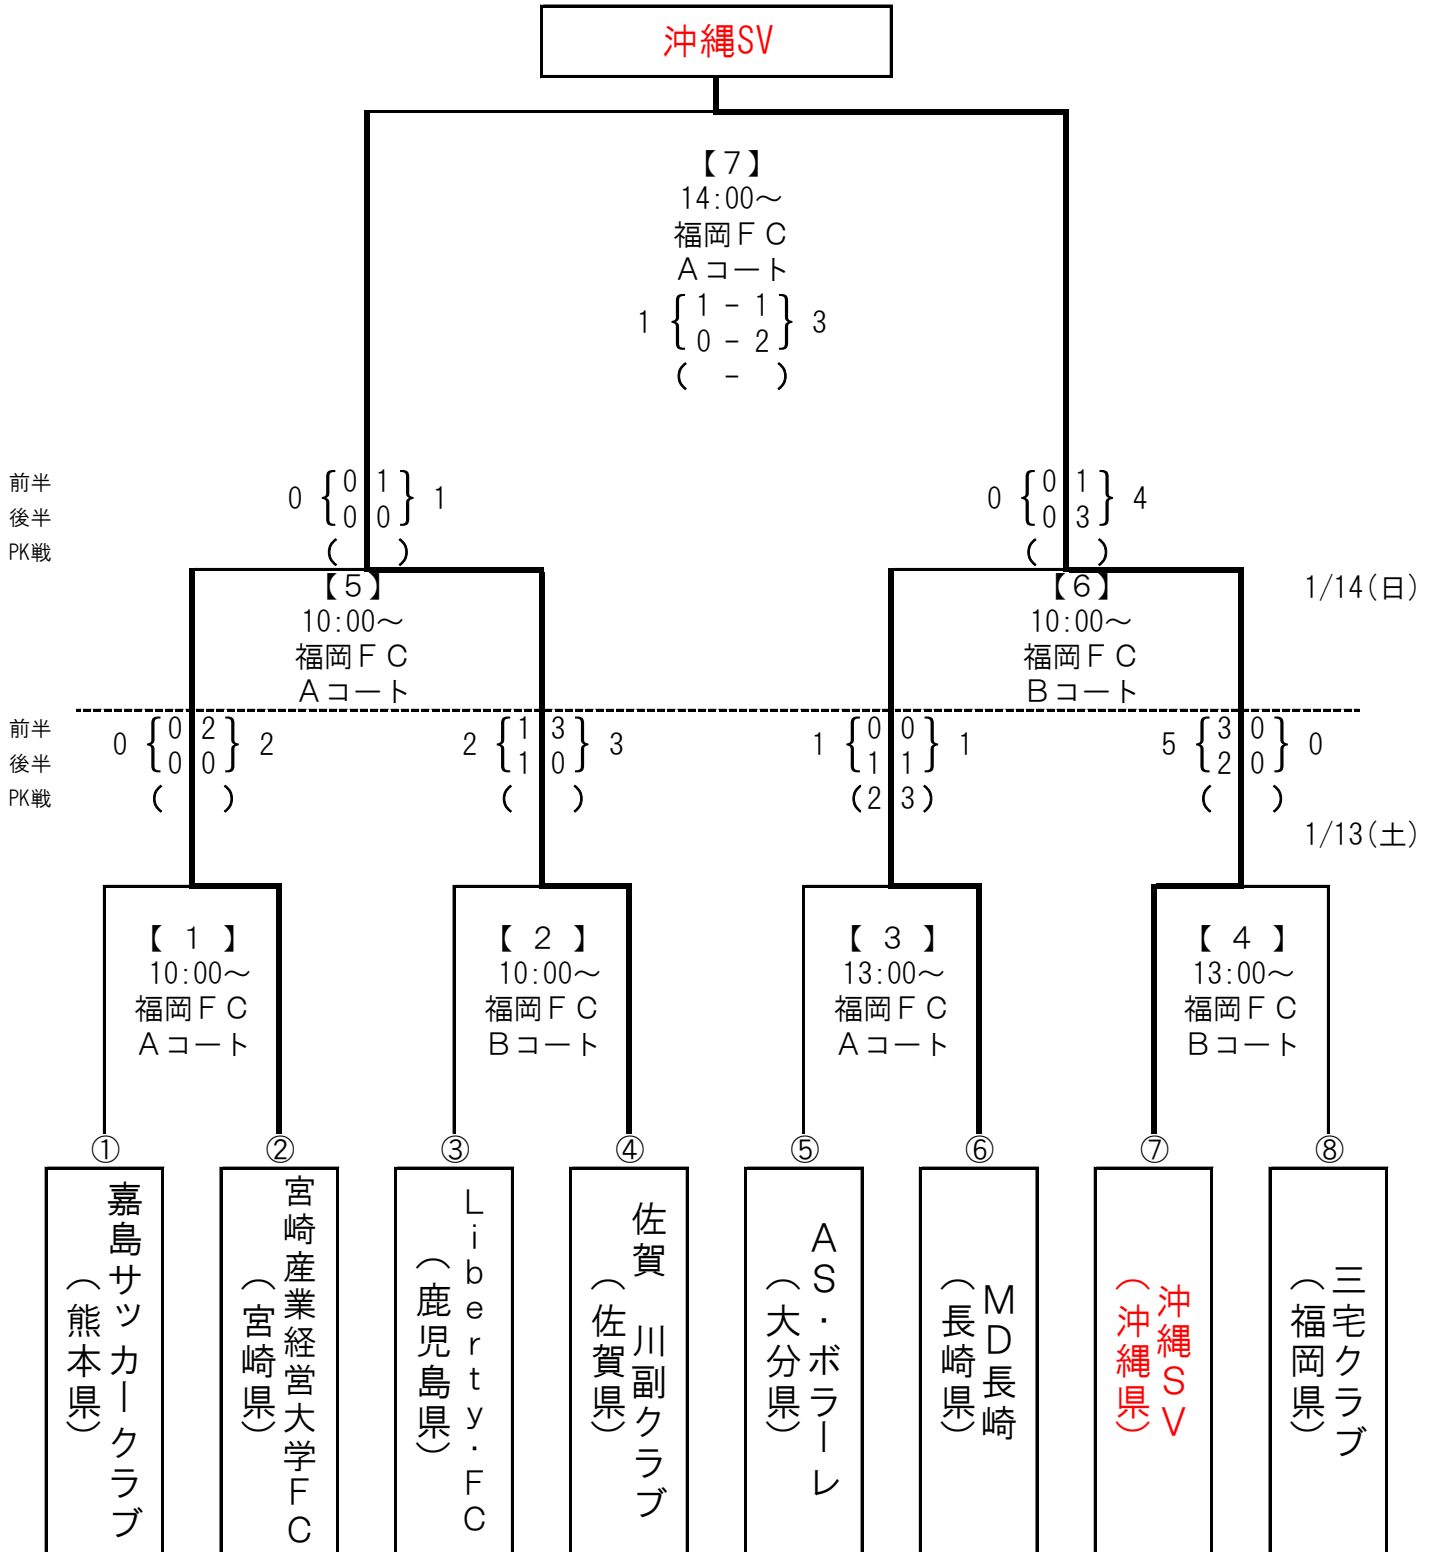 沖縄SV
【7】
14:00～
福岡ＦＣ
Ａコート
1 { 1 - 1 } 3
0 - 2
( - )
前半
後半
PK戦
0 { 0 1 } 1
0 0
( )
0 { 0 1 } 4
0 3
( )
【5】
10:00～
福岡ＦＣ
Ａコート
【6】
10:00～
福岡ＦＣ
Ｂコート
1/14(日)
前半
後半
PK戦
0 { 0 2 } 2
0 0
( )
2 { 1 3 } 3
1 0
( )
1 { 0 0 } 1
1 1
(2 3)
5 { 3 0 } 0
2 0
( )
1/13(土)
【 1 】
10:00～
福岡ＦＣ
Ａコート
【 2 】
10:00～
福岡ＦＣ
Ｂコート
【 3 】
13:00～
福岡ＦＣ
Ａコート
【 4 】
13:00～
福岡ＦＣ
Ｂコート
①
嘉島サッカークラブ
（熊本県）
②
宮崎産業経営大学ＦＣ
（宮崎県）
③
Ｌｉｂｅｒｔｙ．ＦＣ
（鹿児島県）
④
佐賀　川副クラブ
（佐賀県）
⑤
ＡＳ・ボラーレ
（大分県）
⑥
ＭＤ長崎
（長崎県）
⑦
沖縄ＳＶ
（沖縄県）
⑧
三宅クラブ
（福岡県）